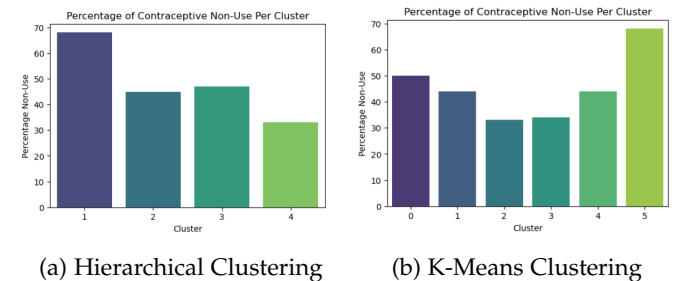 Percentage of Contraceptive Non-Use Per Cluster
70
60
50
40
30
20
10
0
Percentage Non-Use
1 2 3 4
Cluster
(a) Hierarchical Clustering
Percentage of Contraceptive Non-Use Per Cluster
70
60
50
40
30
20
10
0
Percentage Non-Use
0 1 2 3 4 5
Cluster
(b) K-Means Clustering